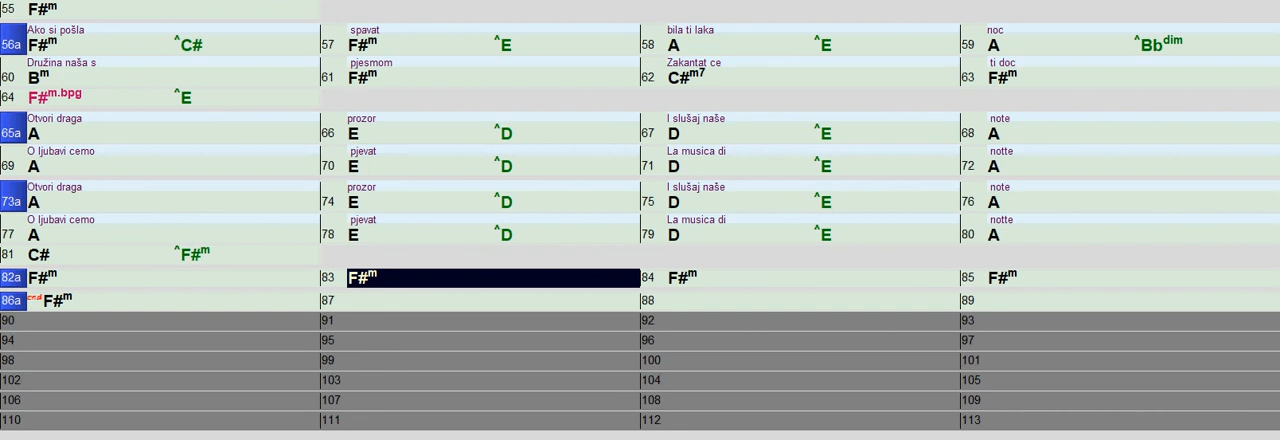 55 F#m
Ako si pošla spavat bila ti laka noc
56a F#m ^C# 57 F#m ^E 58 A ^E 59 A ^Bbdim
Družina naša s pjesmom Zakantat ce ti doc
60 Bm 61 F#m 62 C#m7 63 F#m
64 F#m.bpg ^E
Otvori draga prozor I slušaj naše note
65a A 66 E ^D 67 D ^E 68 A
O ljubavi cemo pjevat La musica di notte
69 A 70 E ^D 71 D ^E 72 A
Otvori draga prozor I slušaj naše note
73a A 74 E ^D 75 D ^E 76 A
O ljubavi cemo pjevat La musica di notte
77 A 78 E ^D 79 D ^E 80 A
81 C# ^F#m
82a F#m 83 F#m 84 F#m 85 F#m
86a end F#m 87 88 89
90 91 92 93
94 95 96 97
98 99 100 101
102 103 104 105
106 107 108 109
110 111 112 113